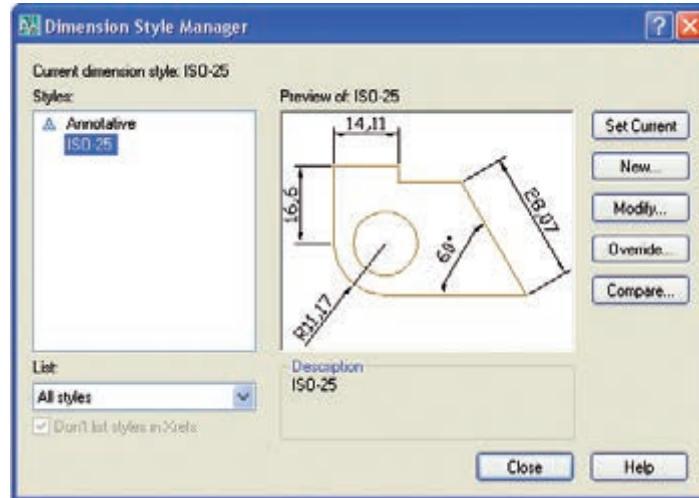 Dimension Style Manager
Current dimension style: ISO-25
Styles:
Annotative
ISO-25
Preview of: ISO-25
14,11
16,6
60°
28,07
R11,17
Set Current
New...
Modify...
Override...
Compare...
List:
All styles
Don't list styles in Xrefs
Description
ISO-25
Close
Help